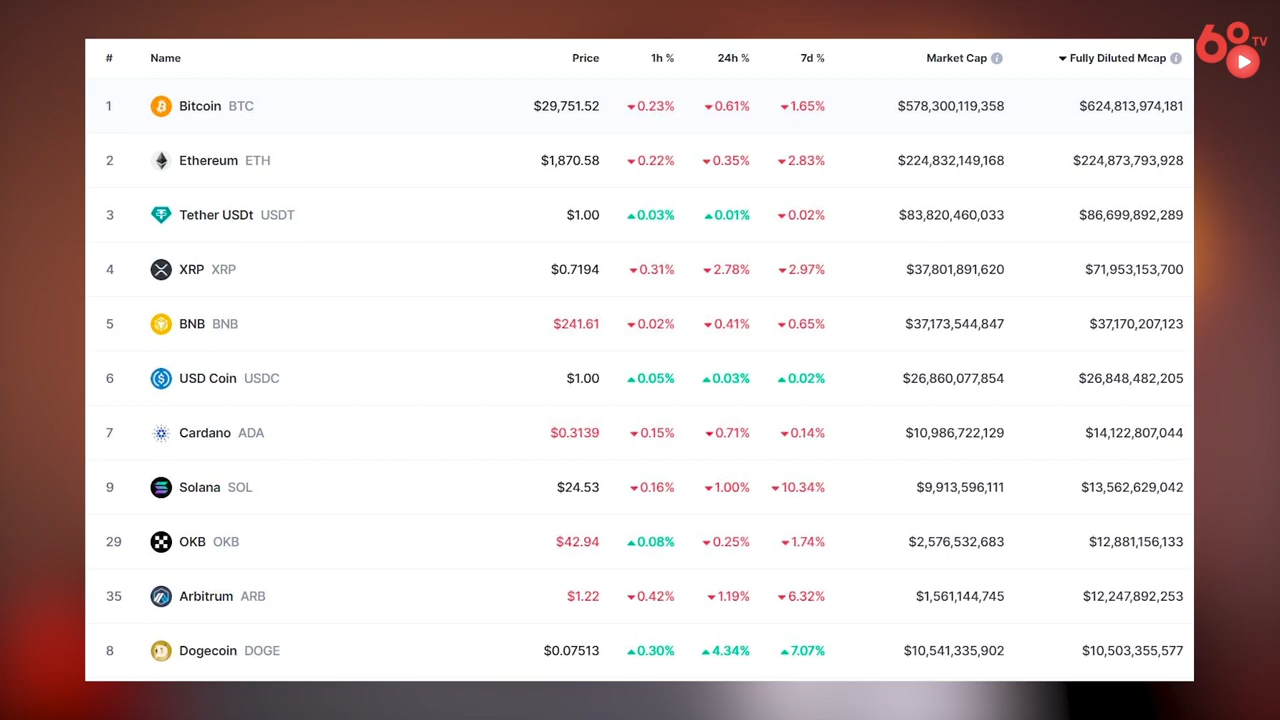 6 TV
# Name Price 1h % 24h % 7d % Market Cap i Fully Diluted Mcap i
1 Bitcoin BTC $29,751.52 0.23% 0.61% 1.65% $578,300,119,358 $624,813,974,181
2 Ethereum ETH $1,870.58 0.22% 0.35% 2.83% $224,832,149,168 $224,873,793,928
3 Tether USDt USDT $1.00 0.03% 0.01% 0.02% $83,820,460,033 $86,699,892,289
4 XRP XRP $0.7194 0.31% 2.78% 2.97% $37,801,891,620 $71,953,153,700
5 BNB BNB $241.61 0.02% 0.41% 0.65% $37,173,544,847 $37,170,207,123
6 USD Coin USDC $1.00 0.05% 0.03% 0.02% $26,860,077,854 $26,848,482,205
7 Cardano ADA $0.3139 0.15% 0.71% 0.14% $10,986,722,129 $14,122,807,044
9 Solana SOL $24.53 0.16% 1.00% 10.34% $9,913,596,111 $13,562,629,042
29 OKB OKB $42.94 0.08% 0.25% 1.74% $2,576,532,683 $12,881,156,133
35 Arbitrum ARB $1.22 0.42% 1.19% 6.32% $1,561,144,745 $12,247,892,253
8 Dogecoin DOGE $0.07513 0.30% 4.34% 7.07% $10,541,335,902 $10,503,355,577